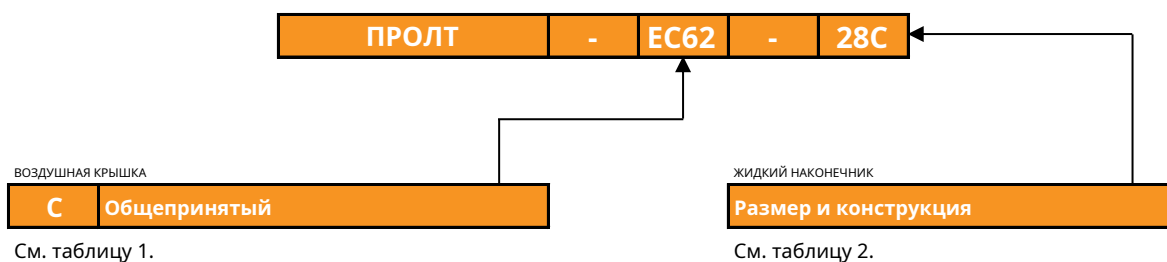 ПРОЛТ - EC62 - 28C
ВОЗДУШНАЯ КРЫШКА
C Общепринятый
См. таблицу 1.
ЖИДКИЙ НАКОНЕЧНИК
Размер и конструкция
См. таблицу 2.